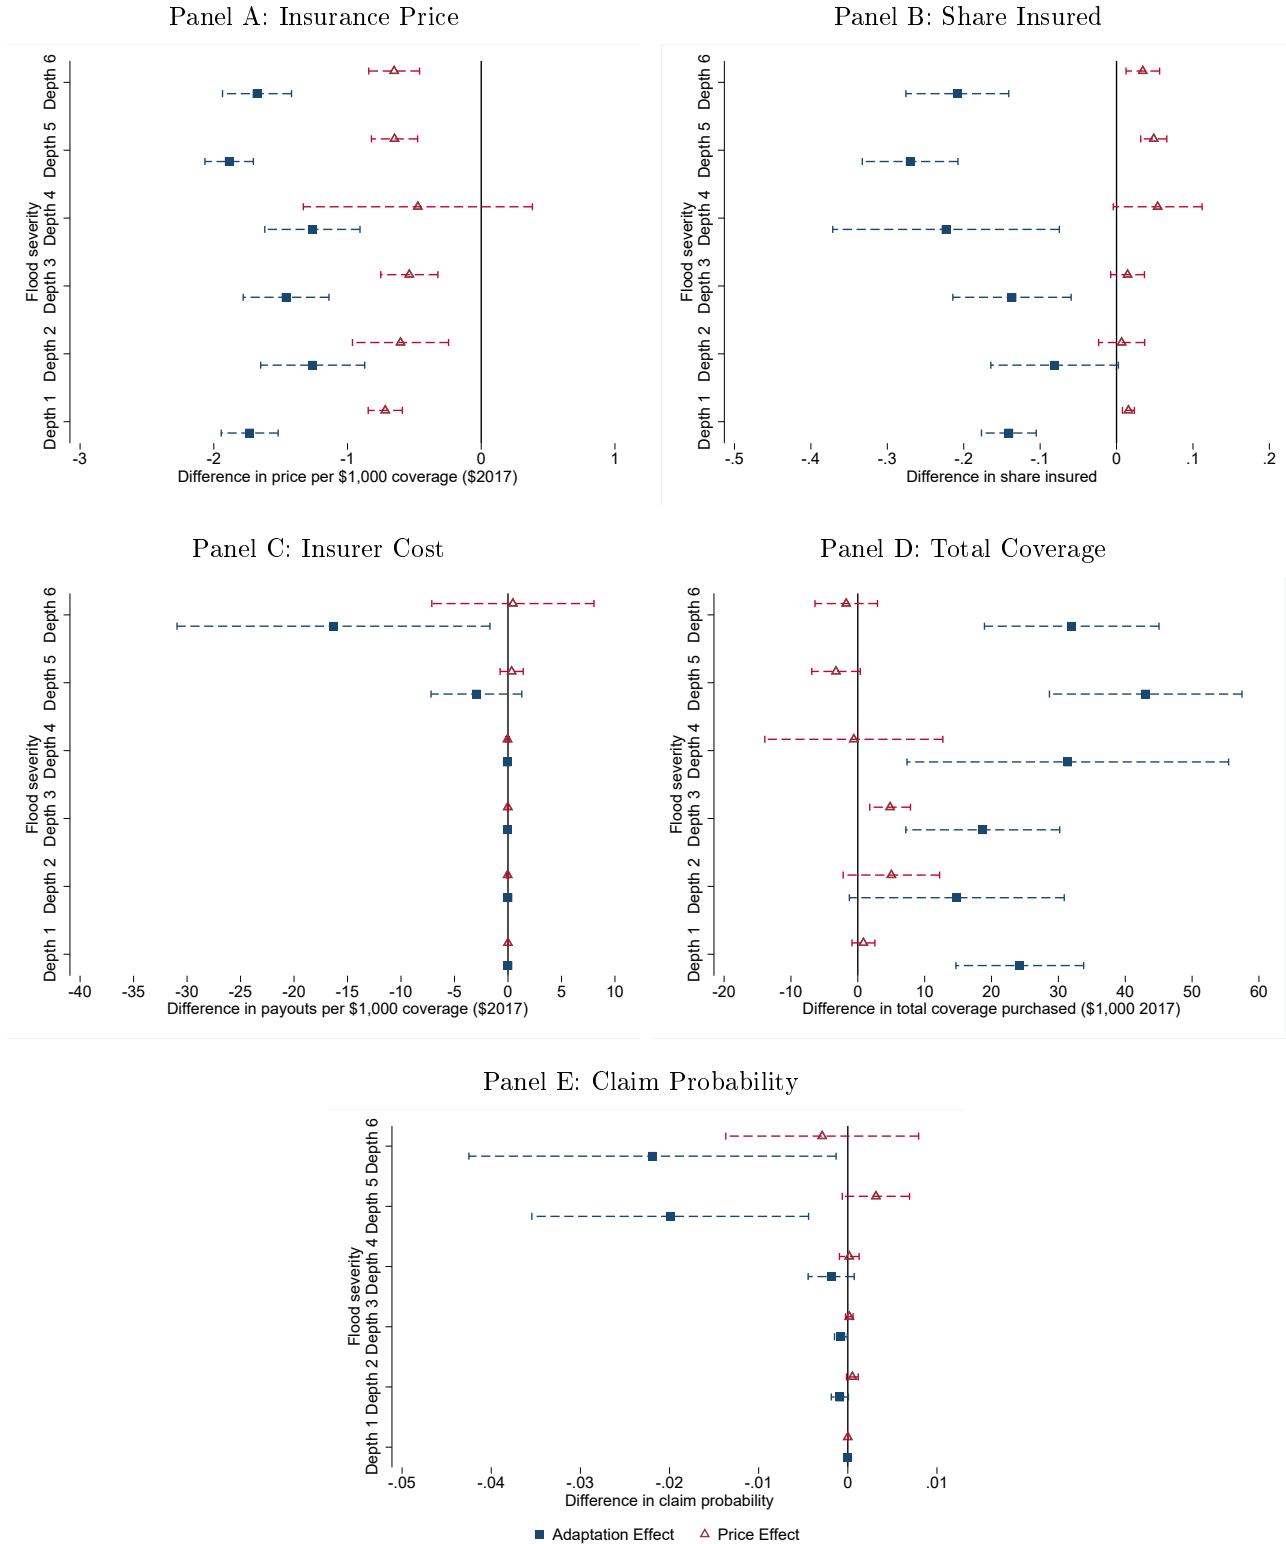 Panel A: Insurance Price
Flood severity
Depth 6
Depth 5
Depth 4
Depth 3
Depth 2
Depth 1
-3 -2 -1 0 1
Difference in price per $1,000 coverage ($2017)
Panel B: Share Insured
Flood severity
Depth 6
Depth 5
Depth 4
Depth 3
Depth 2
Depth 1
-.5 -.4 -.3 -.2 -.1 0 .1 .2
Difference in share insured
Panel C: Insurer Cost
Flood severity
Depth 6
Depth 5
Depth 4
Depth 3
Depth 2
Depth 1
-40 -35 -30 -25 -20 -15 -10 -5 0 5 10
Difference in payouts per $1,000 coverage ($2017)
Panel D: Total Coverage
Flood severity
Depth 6
Depth 5
Depth 4
Depth 3
Depth 2
Depth 1
-20 -10 0 10 20 30 40 50 60
Difference in total coverage purchased ($1,000 2017)
Panel E: Claim Probability
Flood severity
Depth 6
Depth 5
Depth 4
Depth 3
Depth 2
Depth 1
-.05 -.04 -.03 -.02 -.01 0 .01
Difference in claim probability
Adaptation Effect Price Effect